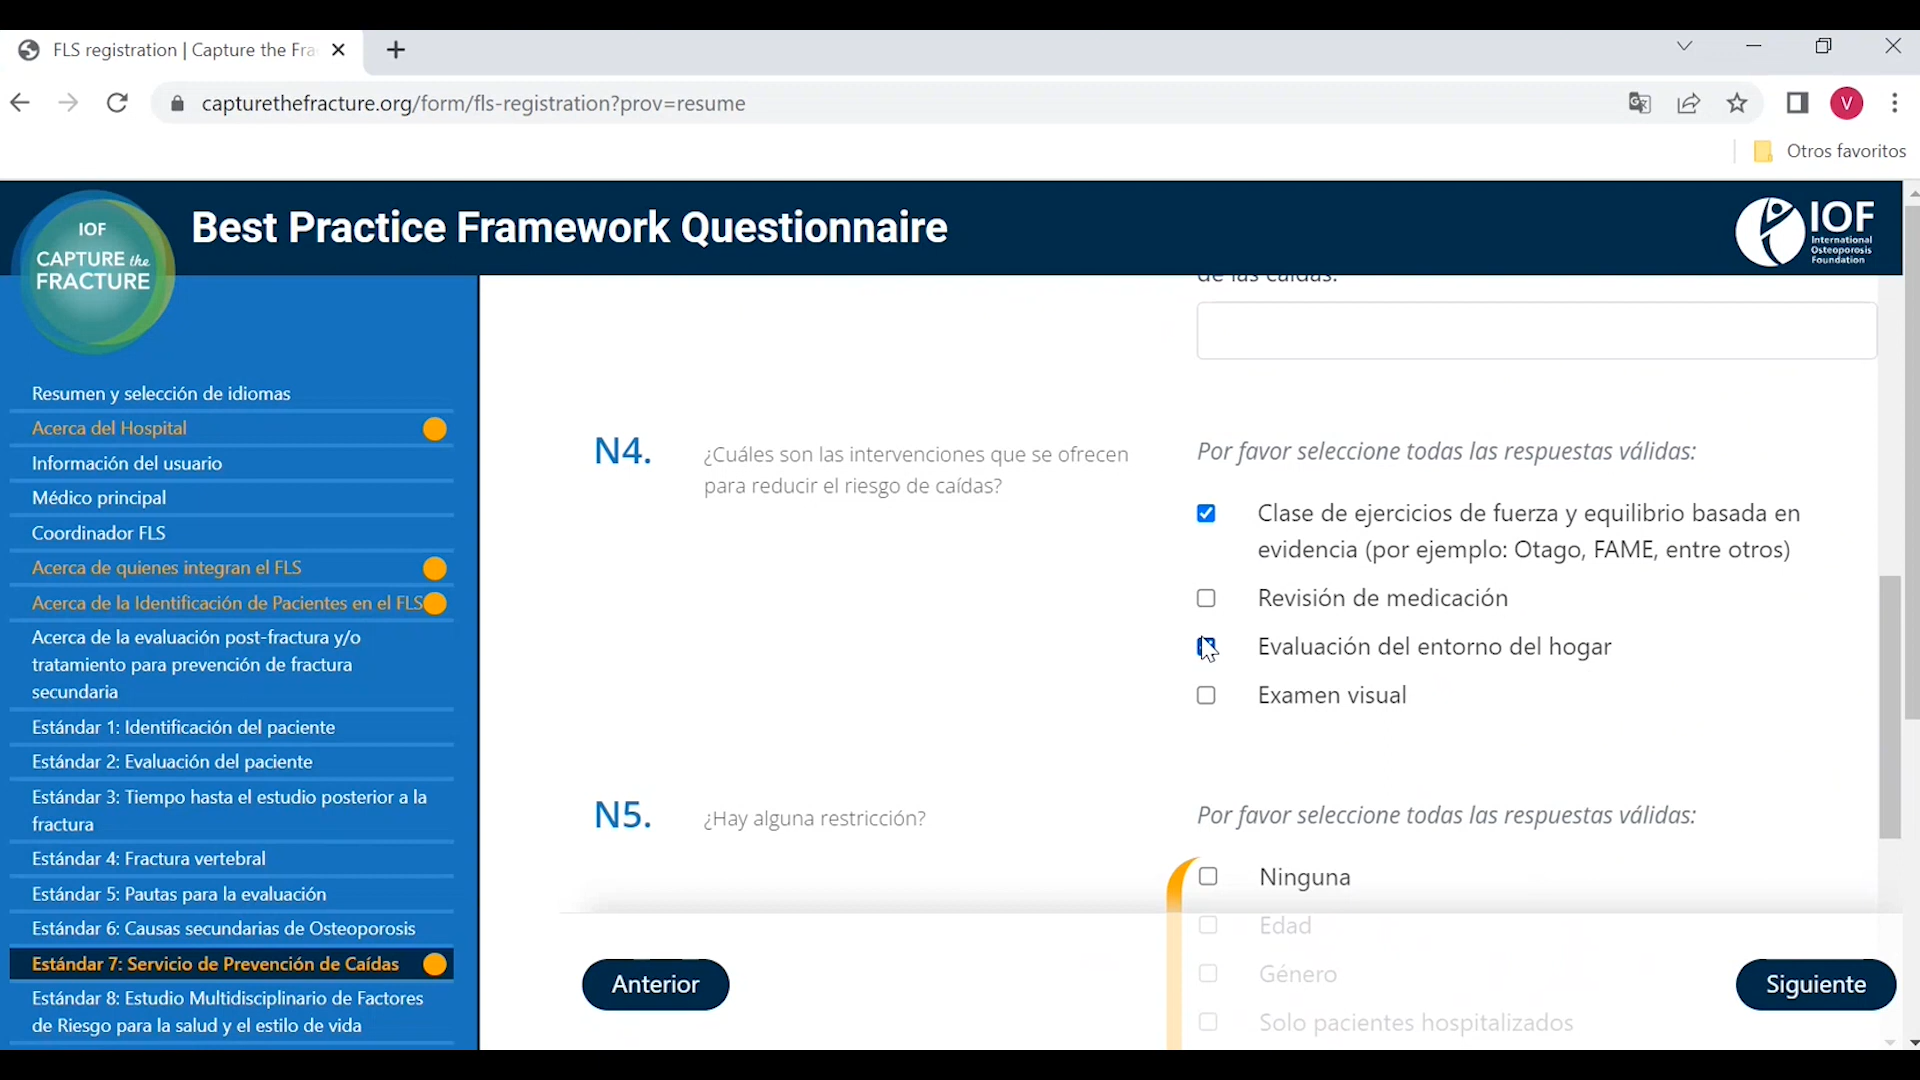 FLS registration | Capture the Fra
capturethefracture.org/form/fls-registration?prov=resume
V
Otros favoritos
IOF
CAPTURE the
FRACTURE
Best Practice Framework Questionnaire
IOF
International
Osteoporosis
Foundation
Resumen y selección de idiomas
Acerca del Hospital
Información del usuario
Médico principal
Coordinador FLS
Acerca de quienes integran el FLS
Acerca de la Identificación de Pacientes en el FLS
Acerca de la evaluación post-fractura y/o
tratamiento para prevención de fractura
secundaria
Estándar 1: Identificación del paciente
Estándar 2: Evaluación del paciente
Estándar 3: Tiempo hasta el estudio posterior a la
fractura
Estándar 4: Fractura vertebral
Estándar 5: Pautas para la evaluación
Estándar 6: Causas secundarias de Osteoporosis
Estándar 7: Servicio de Prevención de Caídas
Estándar 8: Estudio Multidisciplinario de Factores
de Riesgo para la salud y el estilo de vida
de las caídas.
N4.
¿Cuáles son las intervenciones que se ofrecen
para reducir el riesgo de caídas?
Por favor seleccione todas las respuestas válidas:
Clase de ejercicios de fuerza y equilibrio basada en
evidencia (por ejemplo: Otago, FAME, entre otros)
Revisión de medicación
Evaluación del entorno del hogar
Examen visual
N5.
¿Hay alguna restricción?
Por favor seleccione todas las respuestas válidas:
Ninguna
Edad
Género
Solo pacientes hospitalizados
Anterior
Siguiente